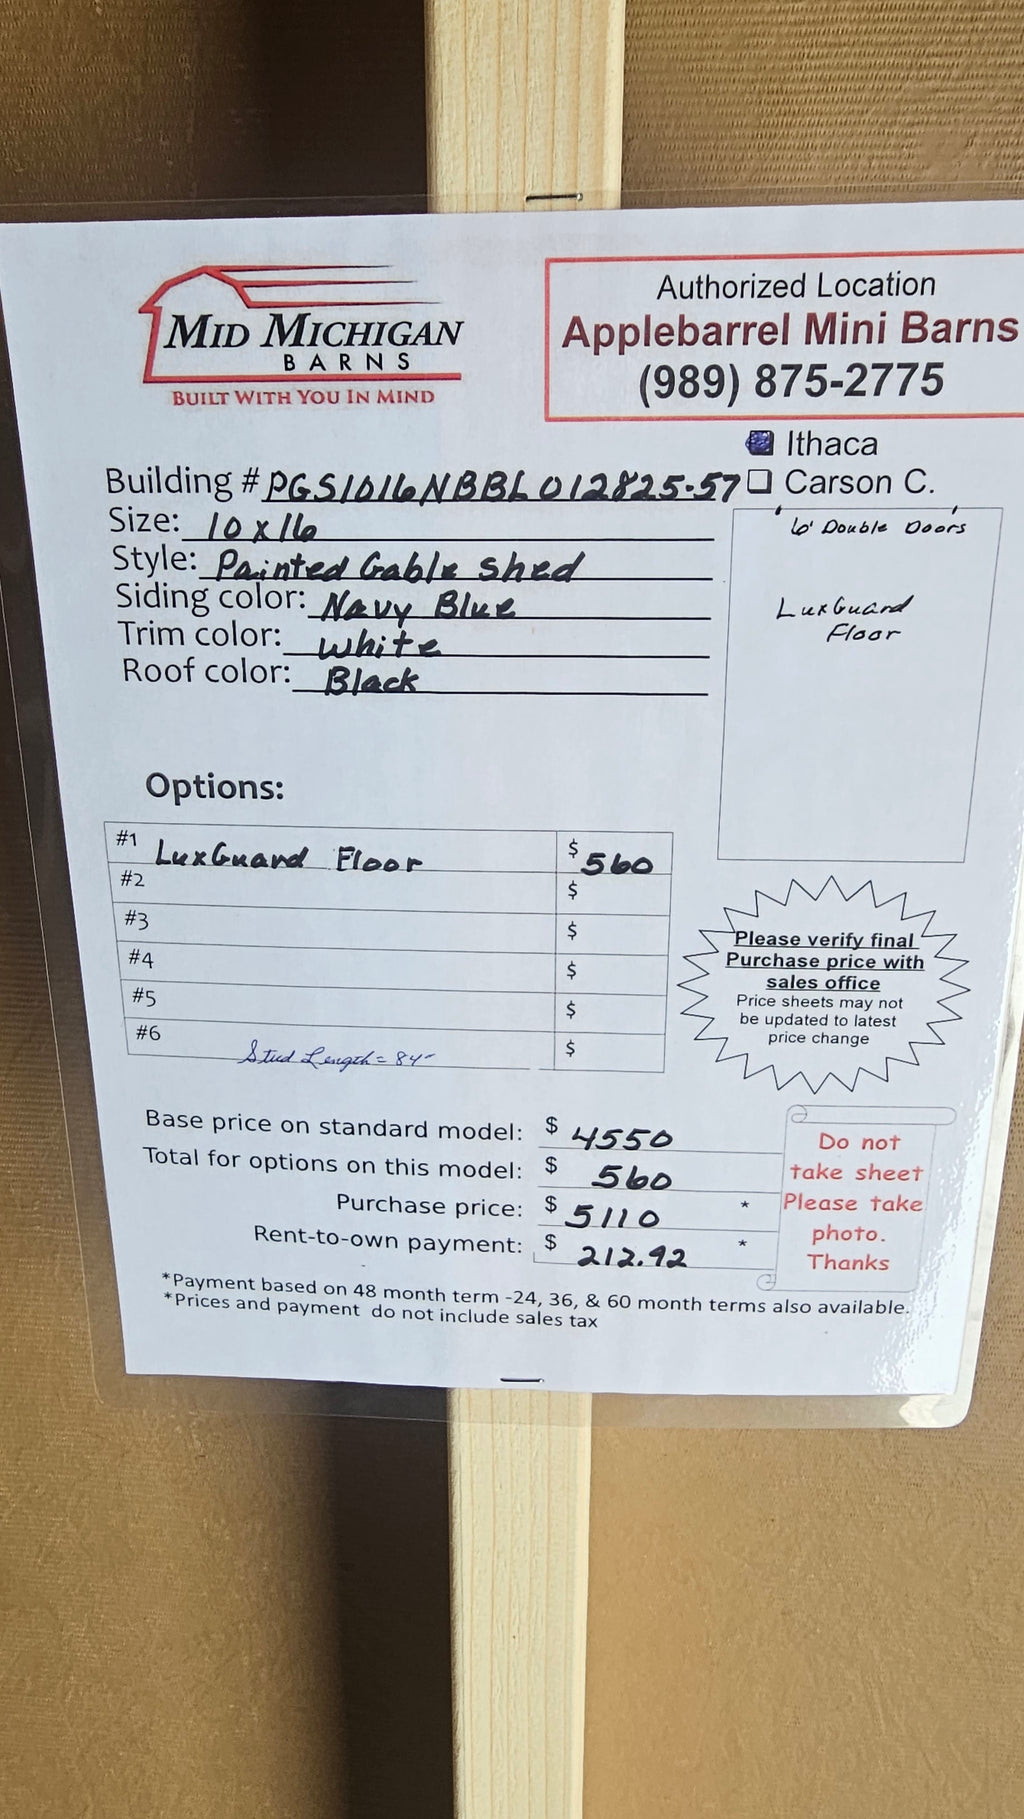 MID MICHIGAN
BARNS
BUILT WITH YOU IN MIND
Authorized Location
Applebarrel Mini Barns
(989) 875-2775
Ithaca
Carson C.
Building # PGS1016NBBL012825-57
Size: 10 x 16
Style: Painted Gable Shed
Siding color: Navy Blue
Trim color: White
Roof color: Black
6' Double Doors
LuxGuard
Floor
Options:
#1 LuxGuard Floor $ 560
#2 $
#3 $
#4 $
#5 $
#6 $
Stud Length = 84"
Please verify final
Purchase price with
sales office
Price sheets may not
be updated to latest
price change
Base price on standard model: $ 4550
Total for options on this model: $ 560
Purchase price: $ 5110 *
Rent-to-own payment: $ 212.92 *
Do not
take sheet
Please take
photo.
Thanks
*Payment based on 48 month term -24, 36, & 60 month terms also available.
*Prices and payment do not include sales tax